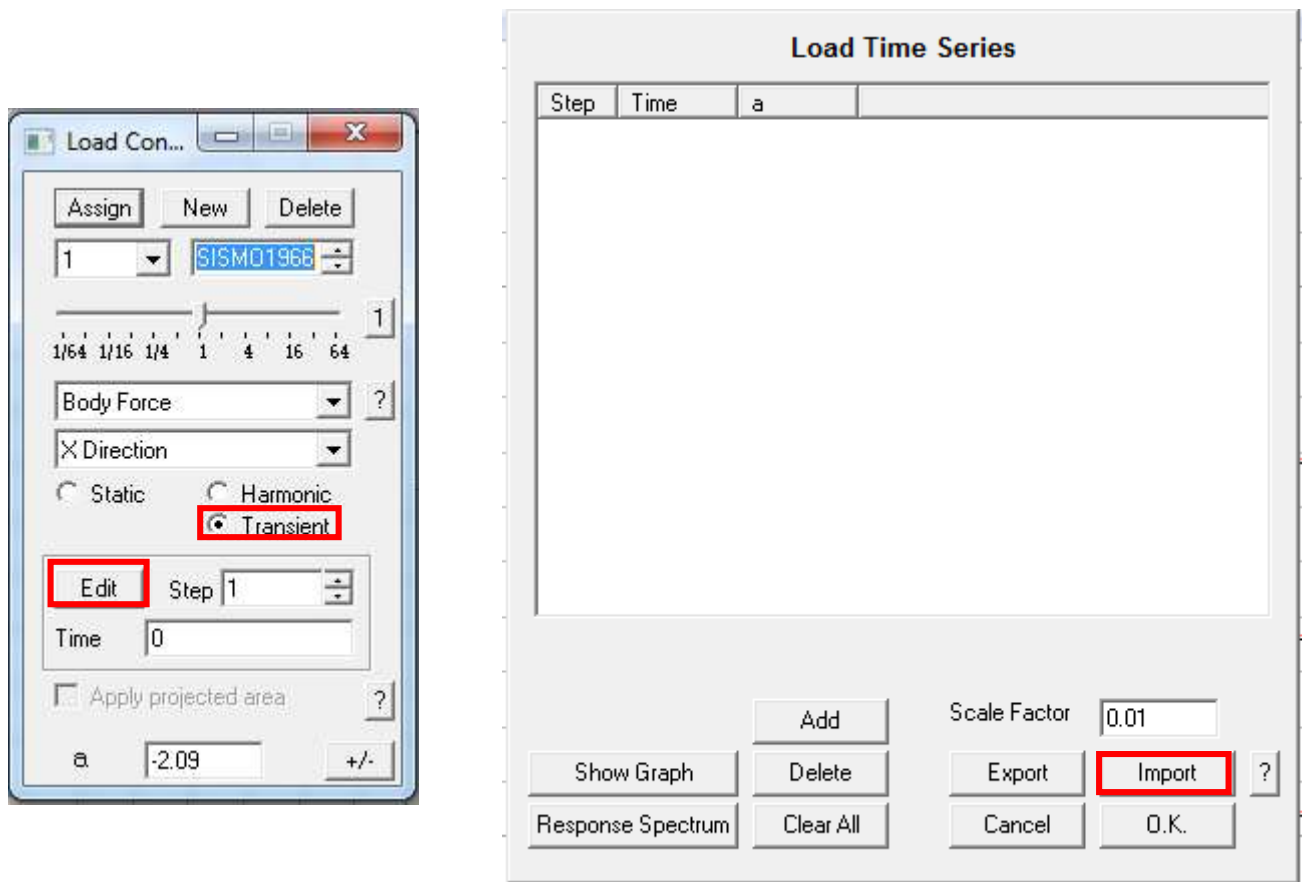 Load Con...
Assign New Delete
1 SISMO1966
1
1/64 1/16 1/4 1 4 16 64
Body Force ?
X Direction
Static Harmonic
Transient
Edit Step 1
Time 0
Apply projected area ?
a -2.09 +/-
Load Time Series
Step Time a
Add Scale Factor 0.01
Show Graph Delete Export Import ?
Response Spectrum Clear All Cancel O.K.